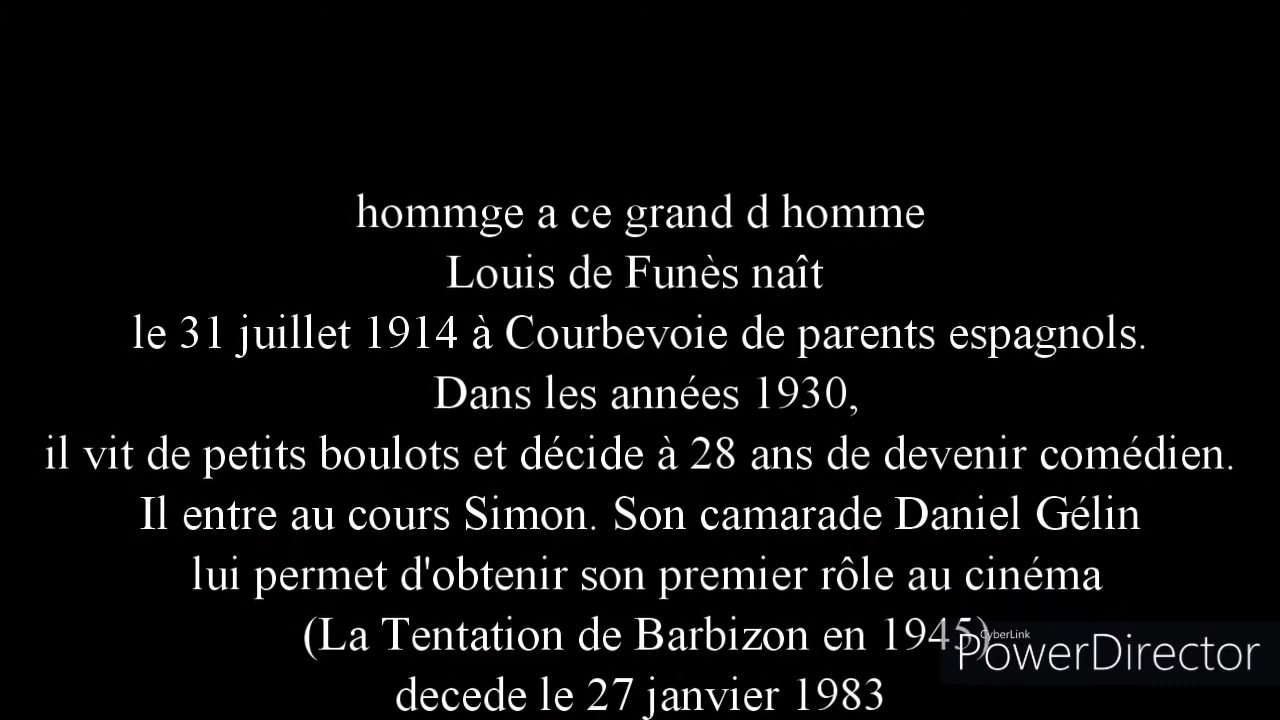 hommge a ce grand d homme
Louis de Funès naît
le 31 juillet 1914 à Courbevoie de parents espagnols.
Dans les années 1930,
il vit de petits boulots et décide à 28 ans de devenir comédien.
Il entre au cours Simon. Son camarade Daniel Gélin
lui permet d'obtenir son premier rôle au cinéma
(La Tentation de Barbizon en 1945)
CyberLink
PowerDirector
decede le 27 janvier 1983